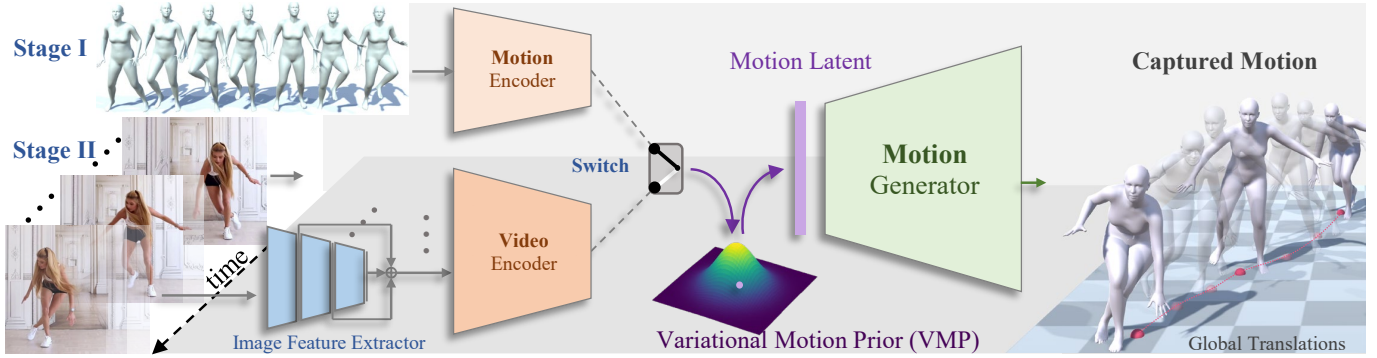 Stage I
Motion
Encoder
Motion Latent
Captured Motion
Stage II
Switch
Motion
Generator
Video
Encoder
time
Image Feature Extractor
Variational Motion Prior (VMP)
Global Translations